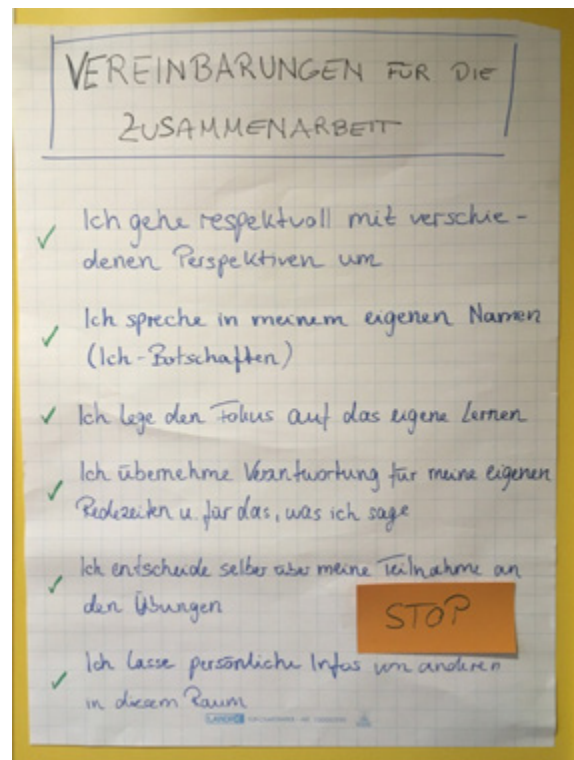 VEREINBARUNGEN FÜR DIE
ZUSAMMENARBEIT
Ich gehe respektvoll mit verschie-
denen Perspektiven um
Ich spreche in meinem eigenen Namen
(Ich-Botschaften)
Ich lege den Fokus auf das eigene Lernen
Ich übernehme Verantwortung für meine eigenen
Redezeiten u. für das, was ich sage
Ich entscheide selber über meine Teilnahme an
den Übungen
STOP
Ich lasse persönliche Infos von anderen
in diesem Raum